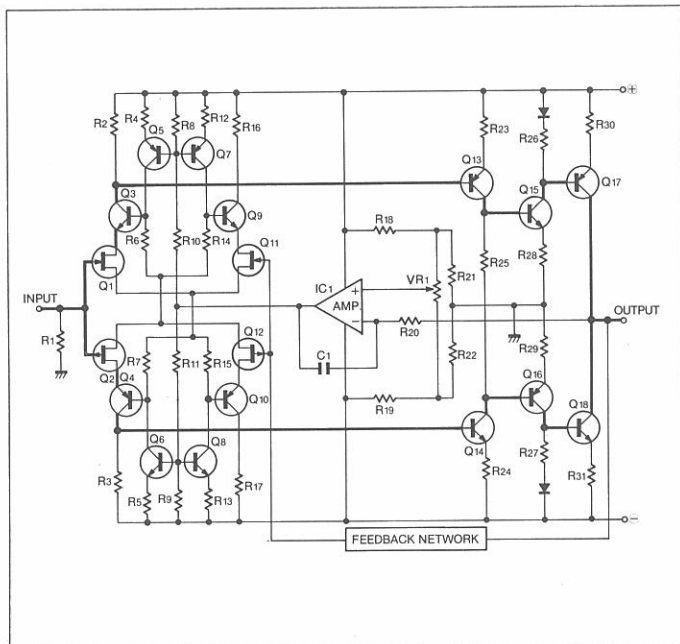 R2
R4
Q5
R8
R12
Q7
R16
R23
R26
R30
Q13
Q15
Q17
Q3
R6
R10
R14
Q9
Q11
Q1
R18
R21
R25
R28
IC1
AMP.
VR1
+
−
INPUT
R1
OUTPUT
C1
R20
Q12
Q2
Q4
R7
R11
R15
Q10
R22
R29
Q16
Q18
R19
Q6
Q8
Q14
R24
R27
R31
R3
R5
R9
R13
R17
+
−
FEEDBACK NETWORK